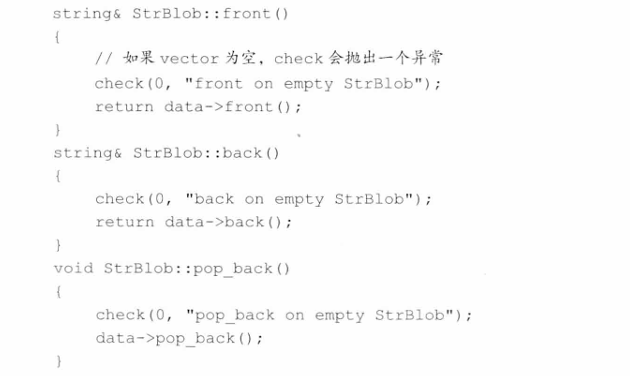 string& StrBlob::front()
{
// 如果 vector 为空，check 会抛出一个异常
check(0, "front on empty StrBlob");
return data->front();
}
string& StrBlob::back()
{
check(0, "back on empty StrBlob");
return data->back();
}
void StrBlob::pop_back()
{
check(0, "pop_back on empty StrBlob");
data->pop_back();
}